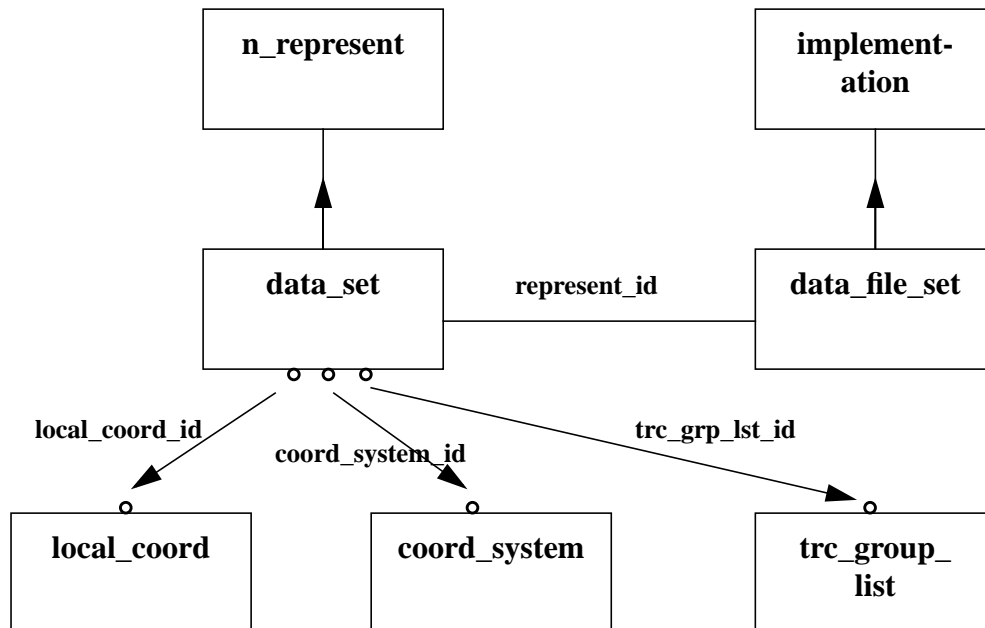 n_represent
implement-
ation
data_set
represent_id
data_file_set
local_coord_id
coord_system_id
trc_grp_lst_id
local_coord
coord_system
trc_group_
list